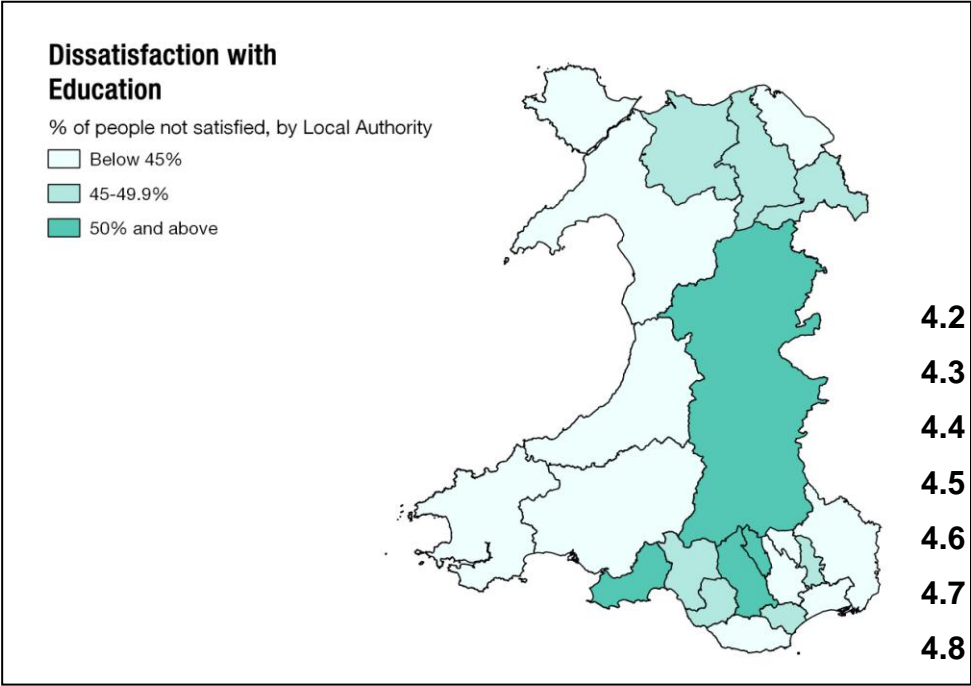 Dissatisfaction with
Education
% of people not satisfied, by Local Authority
Below 45%
45-49.9%
50% and above
4.2
4.3
4.4
4.5
4.6
4.7
4.8